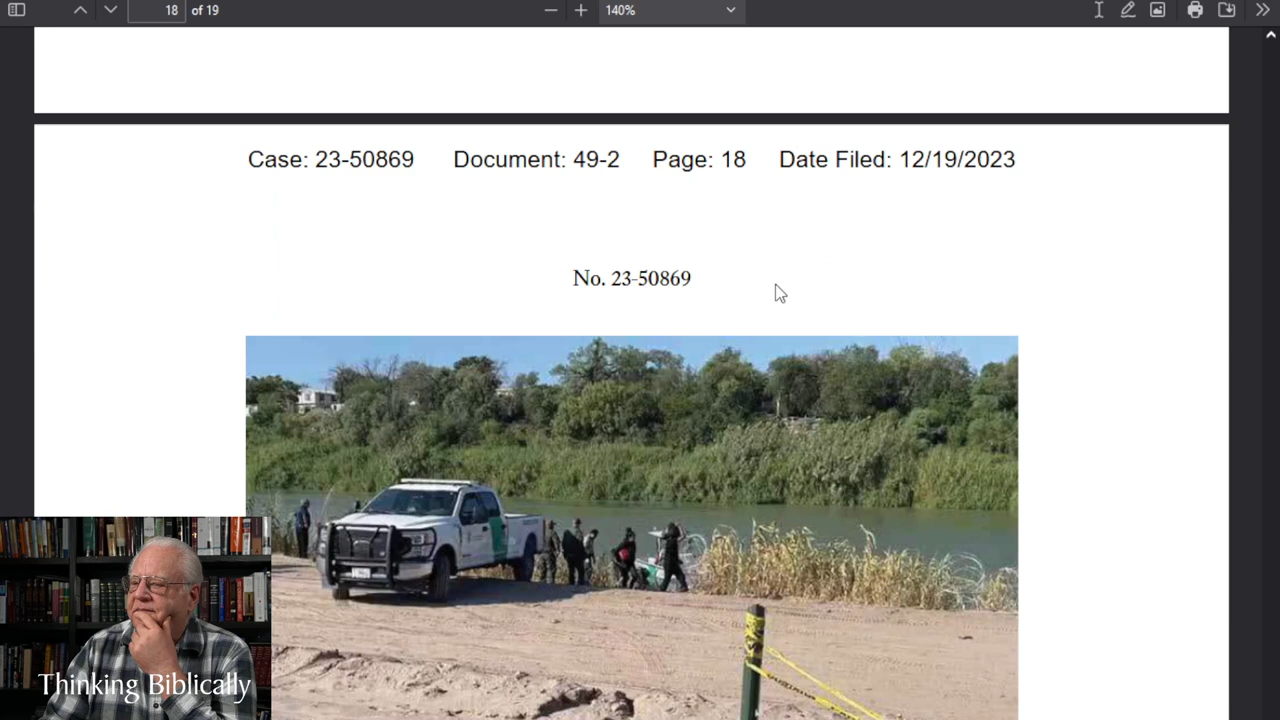 18 of 19
140%
Case: 23-50869 Document: 49-2 Page: 18 Date Filed: 12/19/2023
No. 23-50869
Thinking Biblically